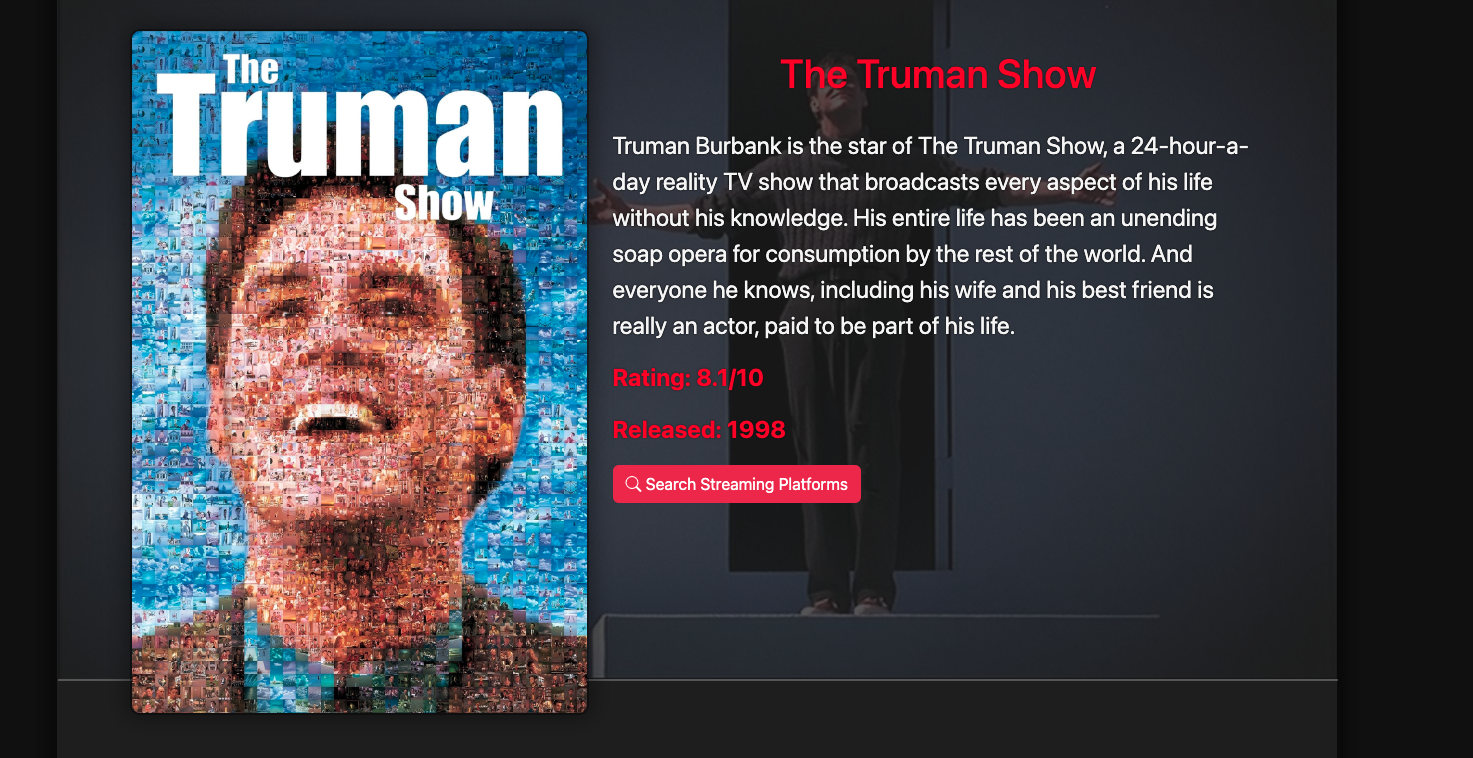 The
Truman
Show
The Truman Show
Truman Burbank is the star of The Truman Show, a 24-hour-a-
day reality TV show that broadcasts every aspect of his life
without his knowledge. His entire life has been an unending
soap opera for consumption by the rest of the world. And
everyone he knows, including his wife and his best friend is
really an actor, paid to be part of his life.
Rating: 8.1/10
Released: 1998
Search Streaming Platforms